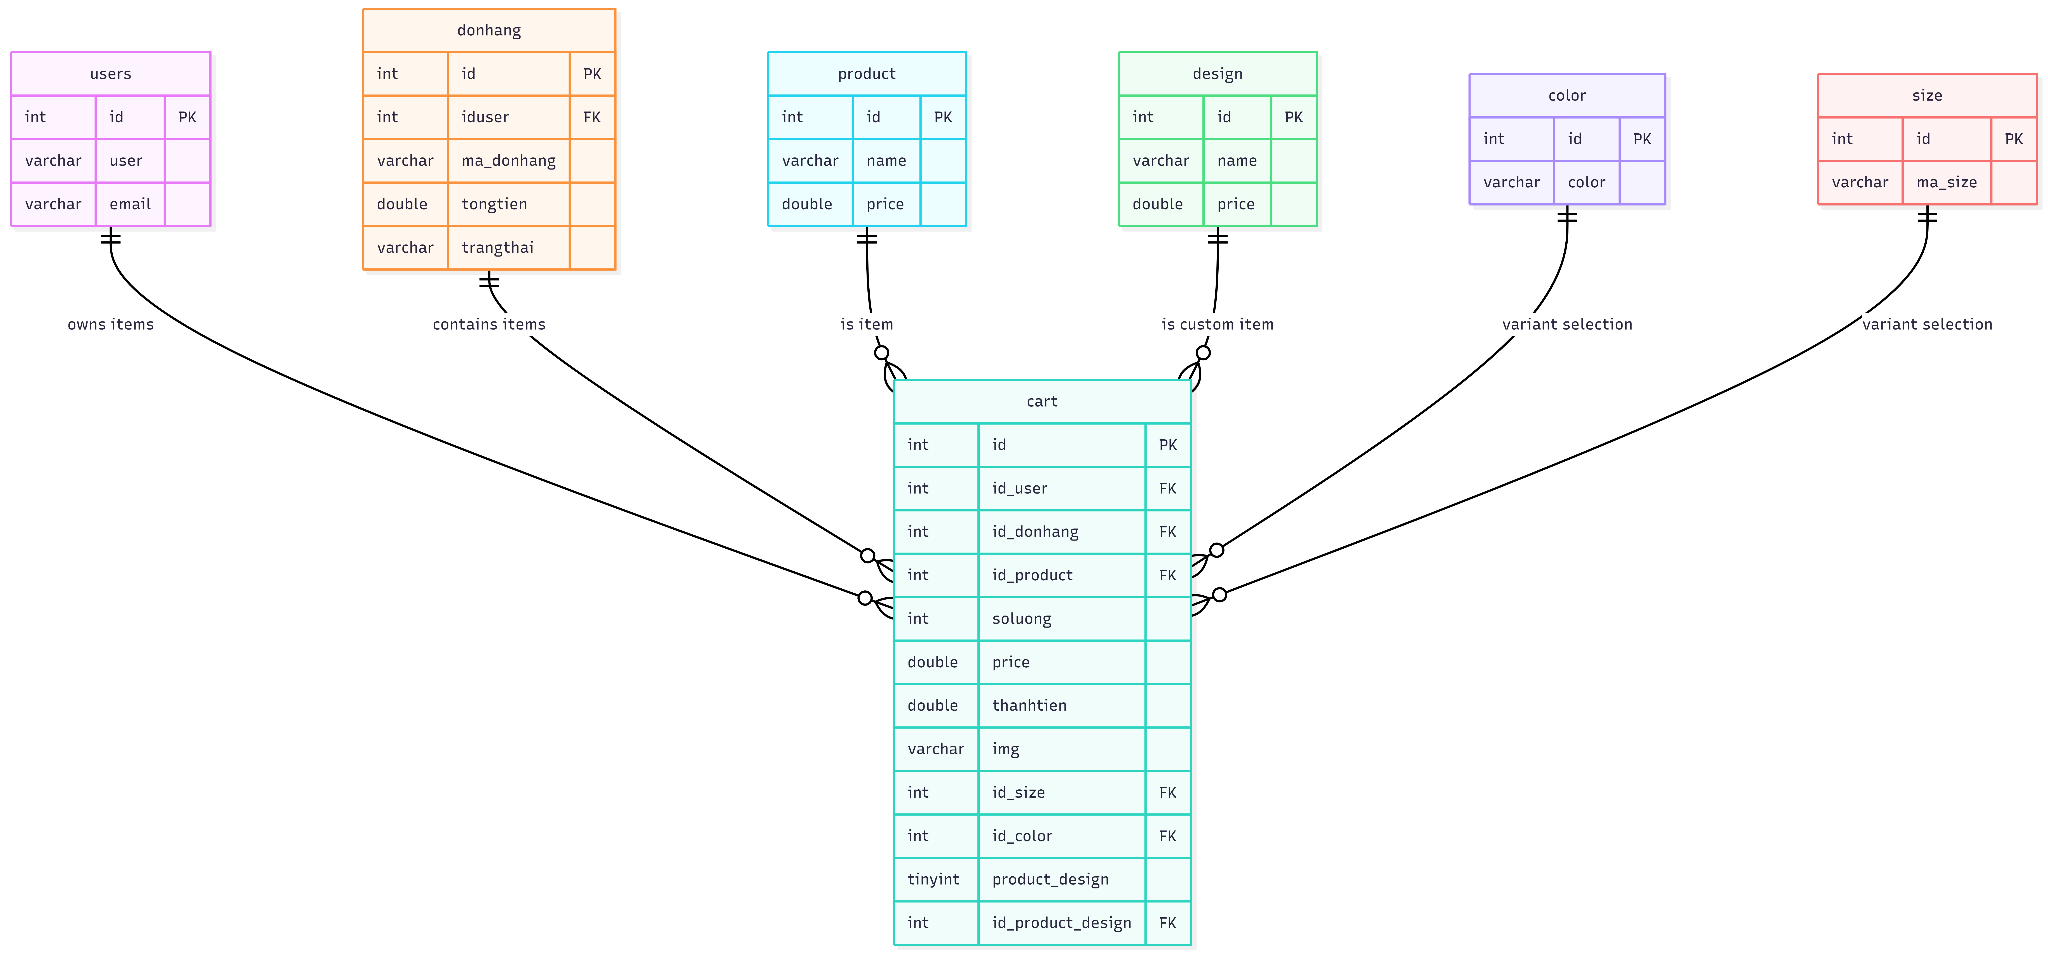 users
int id PK
varchar user
varchar email
donhang
int id PK
int iduser FK
varchar ma_donhang
double tongtien
varchar trangthai
product
int id PK
varchar name
double price
design
int id PK
varchar name
double price
color
int id PK
varchar color
size
int id PK
varchar ma_size
owns items
contains items
is item
is custom item
variant selection
variant selection
cart
int id PK
int id_user FK
int id_donhang FK
int id_product FK
int soluong
double price
double thanhtien
varchar img
int id_size FK
int id_color FK
tinyint product_design
int id_product_design FK